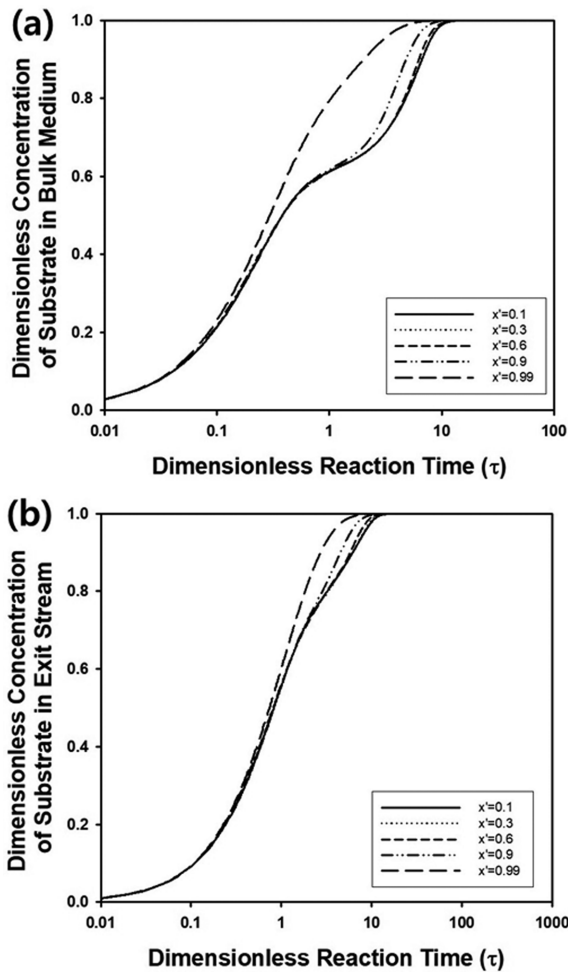 (a)
Dimensionless Concentration
of Substrate in Bulk Medium
1.0
0.8
0.6
0.4
0.2
0.0
x'=0.1
x'=0.3
x'=0.6
x'=0.9
x'=0.99
0.01 0.1 1 10 100
Dimensionless Reaction Time (τ)
(b)
Dimensionless Concentration
of Substrate in Exit Stream
1.0
0.8
0.6
0.4
0.2
0.0
x'=0.1
x'=0.3
x'=0.6
x'=0.9
x'=0.99
0.01 0.1 1 10 100 1000
Dimensionless Reaction Time (τ)